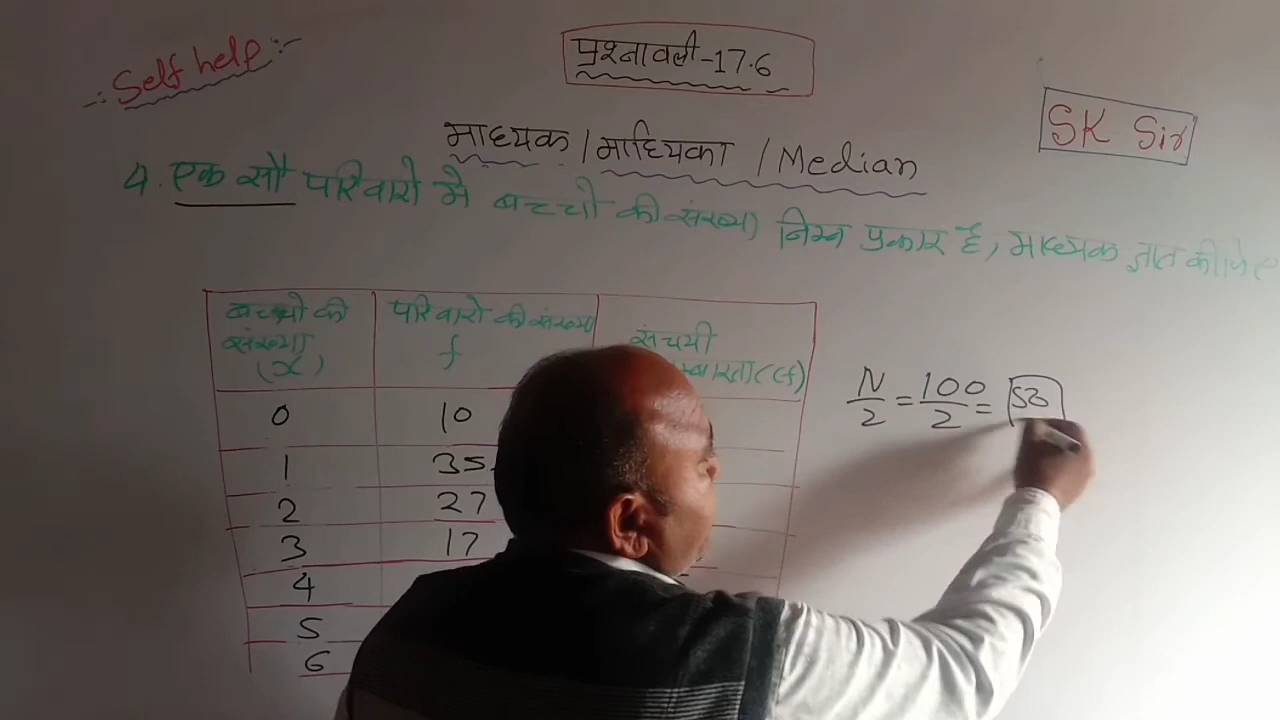 Self help
प्रश्नावली-17.6
SK Sir
माध्यक / माध्यिका / Median
4. एक सौ परिवारो मे बच्चो की संख्या निम्न प्रकार है, माध्यक ज्ञात कीजिए
बच्चो की संख्या (x) परिवारो की संख्या f संचयी (cf)
0 10
1 35
2 27
3 17
4
5
6
N/2 = 100/2 = 50